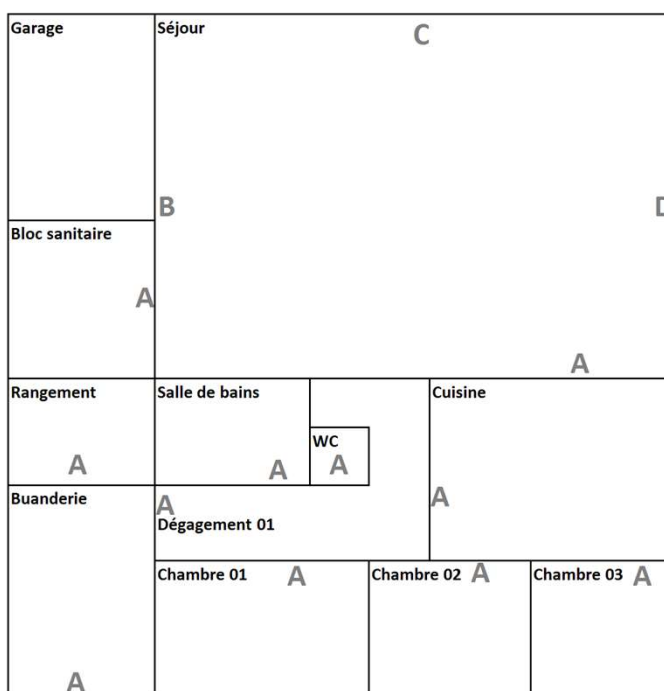 Garage
Séjour
C
B
D
Bloc sanitaire
A
A
Rangement
Salle de bains
Cuisine
WC
A
A
A
Buanderie
A
A
Dégagement 01
Chambre 01
A
Chambre 02
A
Chambre 03
A
A